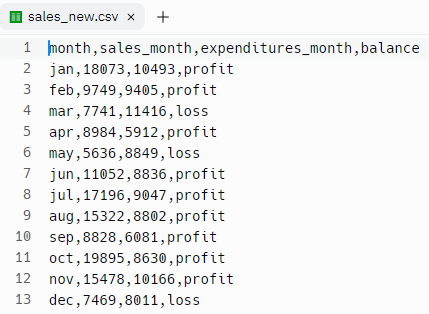 sales_new.csv
1 month,sales_month,expenditures_month,balance
2 jan,18073,10493,profit
3 feb,9749,9405,profit
4 mar,7741,11416,loss
5 apr,8984,5912,profit
6 may,5636,8849,loss
7 jun,11052,8836,profit
8 jul,17196,9047,profit
9 aug,15322,8802,profit
10 sep,8828,6081,profit
11 oct,19895,8630,profit
12 nov,15478,10166,profit
13 dec,7469,8011,loss